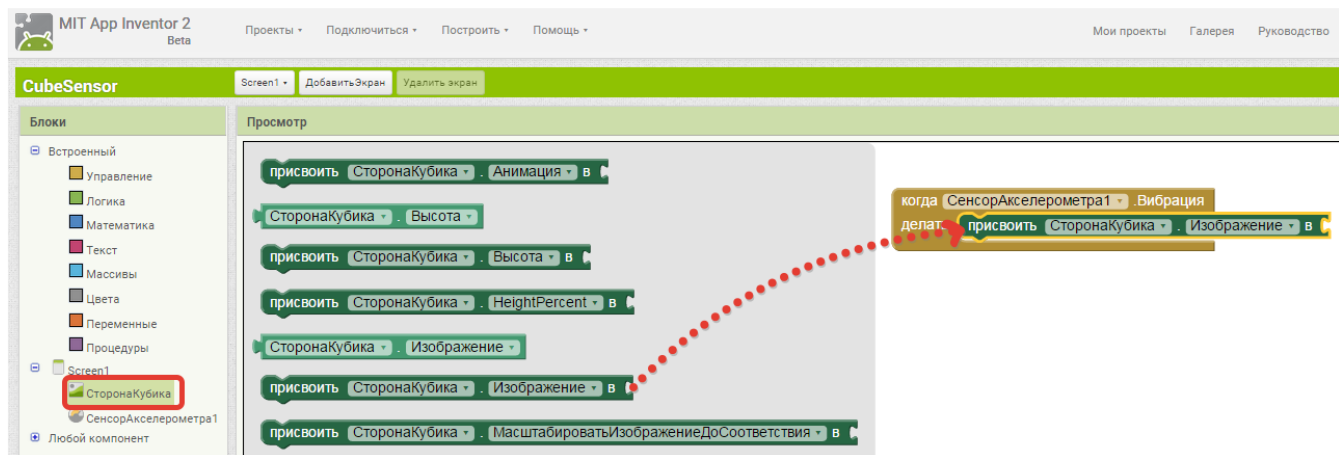 MIT App Inventor 2
Beta
Проекты Подключиться Построить Помощь
Мои проекты Галерея Руководство
CubeSensor
Screen1 ДобавитьЭкран Удалить экран
Блоки
Просмотр
Встроенный
Управление
Логика
Математика
Текст
Массивы
Цвета
Переменные
Процедуры
Screen1
СторонаКубика
СенсорАкселерометра1
Любой компонент
присвоить СторонаКубика . Анимация в
СторонаКубика . Высота
присвоить СторонаКубика . Высота в
присвоить СторонаКубика . HeightPercent в
СторонаКубика . Изображение
присвоить СторонаКубика . Изображение в
присвоить СторонаКубика . МасштабироватьИзображениеДоСоответствия в
когда СенсорАкселерометра1 .Вибрация
делать присвоить СторонаКубика . Изображение в